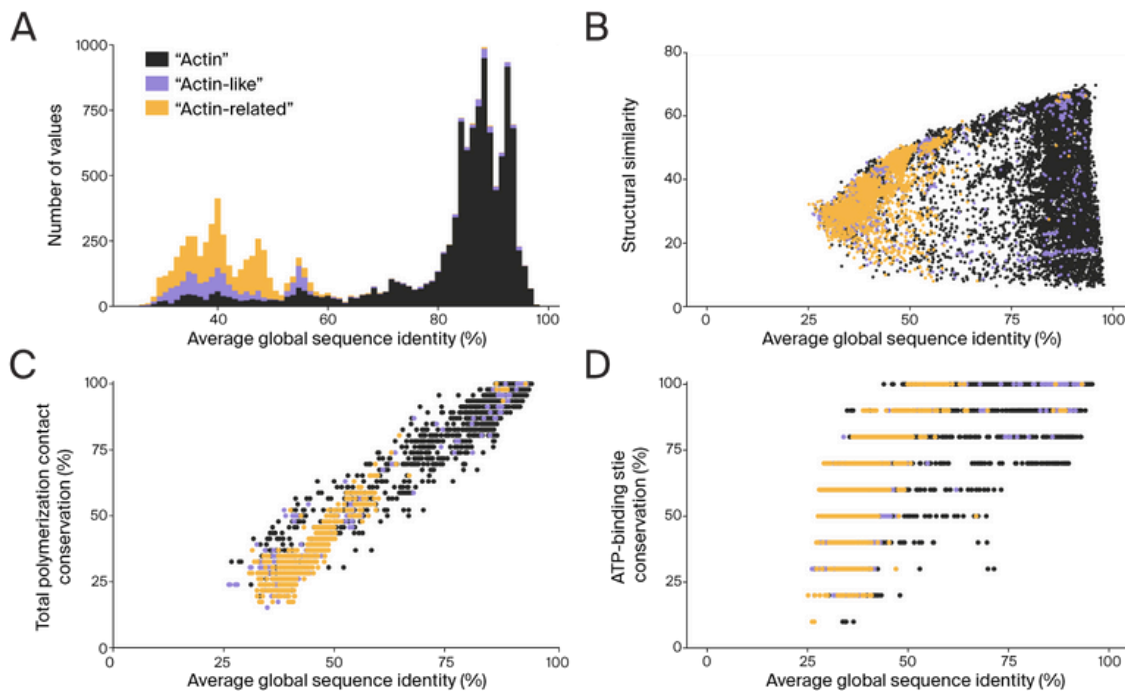 A
1000
750
500
250
0
Number of values
"Actin"
"Actin-like"
"Actin-related"
40
60
80
100
Average global sequence identity (%)
B
80
60
40
20
0
Structural similarity
0
25
50
75
100
Average global sequence identity (%)
C
100
75
50
25
0
Total polymerization contact
conservation (%)
0
50
75
100
Average global sequence identity (%)
D
100
75
50
25
0
ATP-binding stie
conservation (%)
0
25
50
75
100
Average global sequence identity (%)